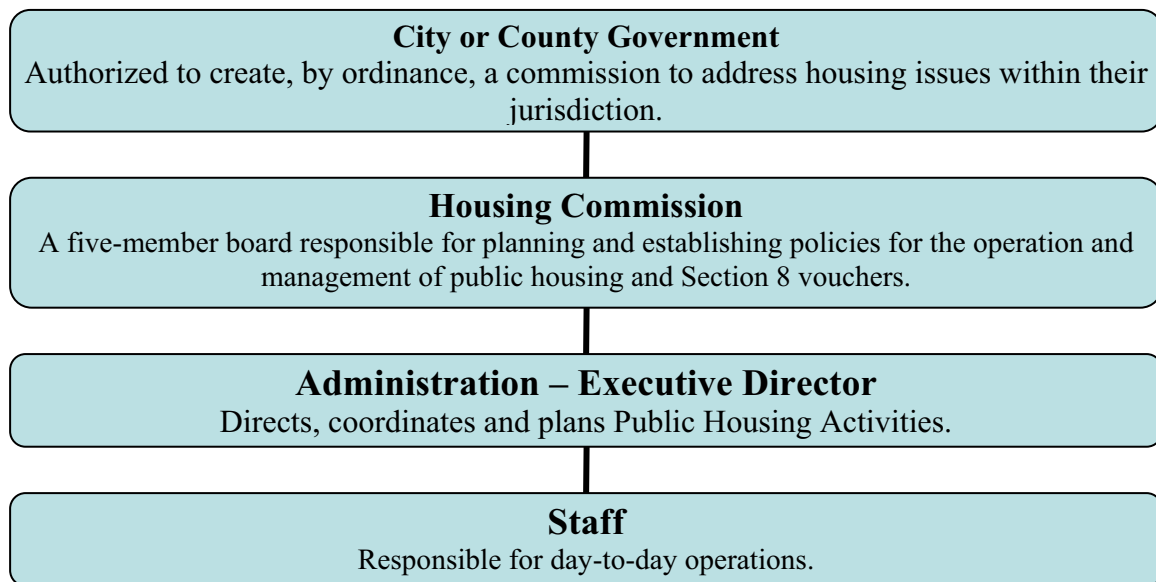 City or County Government
Authorized to create, by ordinance, a commission to address housing issues within their
jurisdiction.
Housing Commission
A five-member board responsible for planning and establishing policies for the operation and
management of public housing and Section 8 vouchers.
Administration – Executive Director
Directs, coordinates and plans Public Housing Activities.
Staff
Responsible for day-to-day operations.